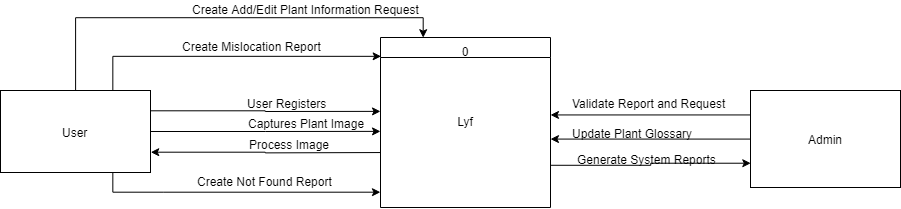 Create Add/Edit Plant Information Request
Create Mislocation Report
0
User Registers
Validate Report and Request
Captures Plant Image
Lyf
User
Update Plant Glossary
Admin
Process Image
Generate System Reports
Create Not Found Report